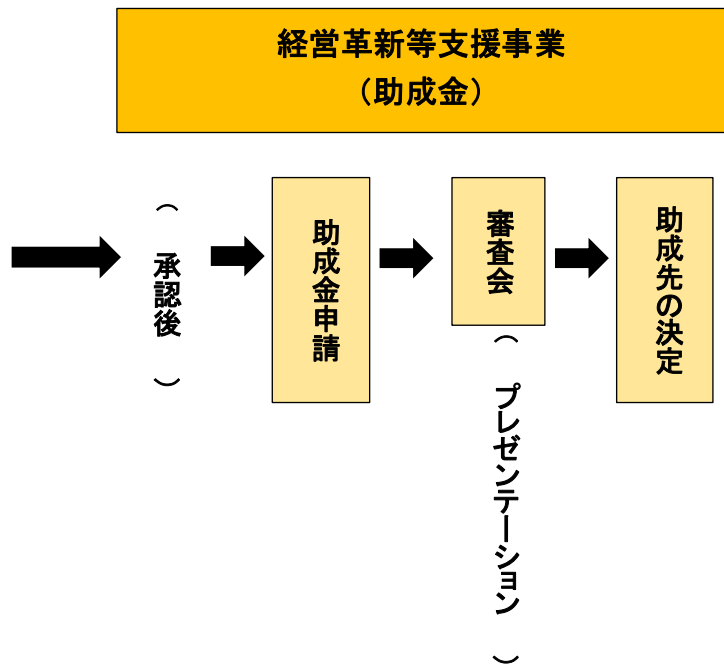 経営革新等支援事業
（助成金）
（承認後）
助成金申請
審査会
（プレゼンテーション）
助成先の決定